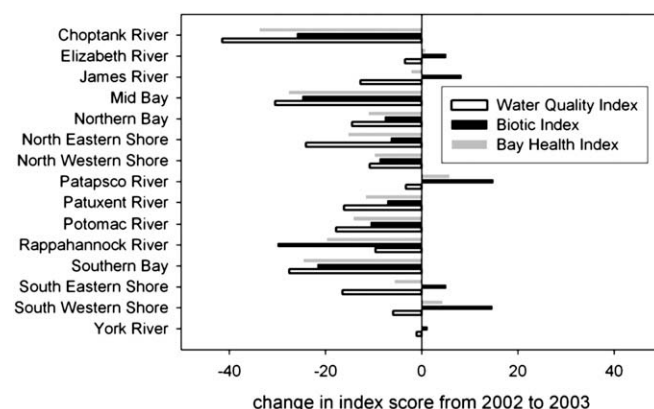 Choptank River
Elizabeth River
James River
Mid Bay
Northern Bay
North Eastern Shore
North Western Shore
Patapsco River
Patuxent River
Potomac River
Rappahannock River
Southern Bay
South Eastern Shore
South Western Shore
York River
Water Quality Index
Biotic Index
Bay Health Index
-40 -20 0 20 40
change in index score from 2002 to 2003